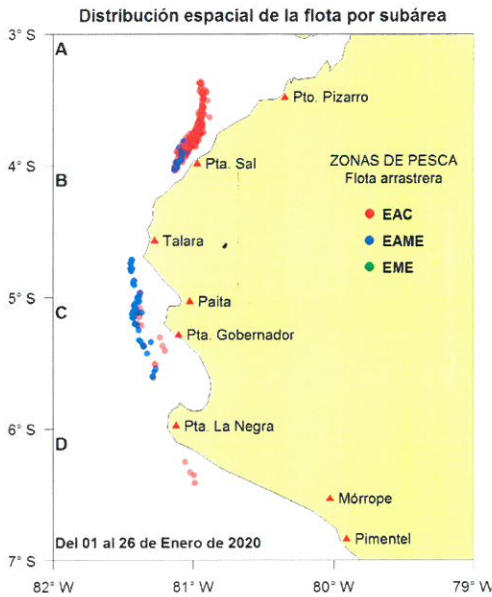 Distribución espacial de la flota por subárea
3° S
A
Pto. Pizarro
4° S
Pta. Sal
B
ZONAS DE PESCA
Flota arrastrera
EAC
EAME
EME
Talara
5° S
Paita
C
Pta. Gobernador
6° S
Pta. La Negra
D
Mórrope
Pimentel
Del 01 al 26 de Enero de 2020
7° S
82° W
81° W
80° W
79° W